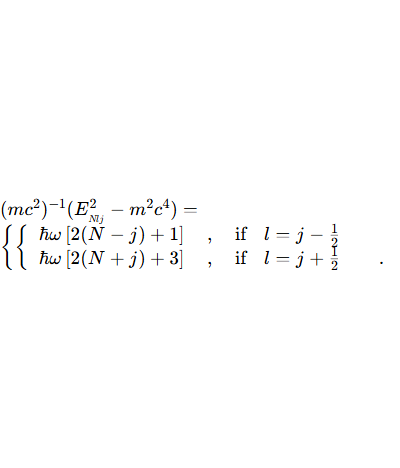 (mc²)⁻¹(E²_{Nlj} − m²c⁴) =
{ { ħω [2(N − j) + 1] , if l = j − 1/2
ħω [2(N + j) + 3] , if l = j + 1/2 .